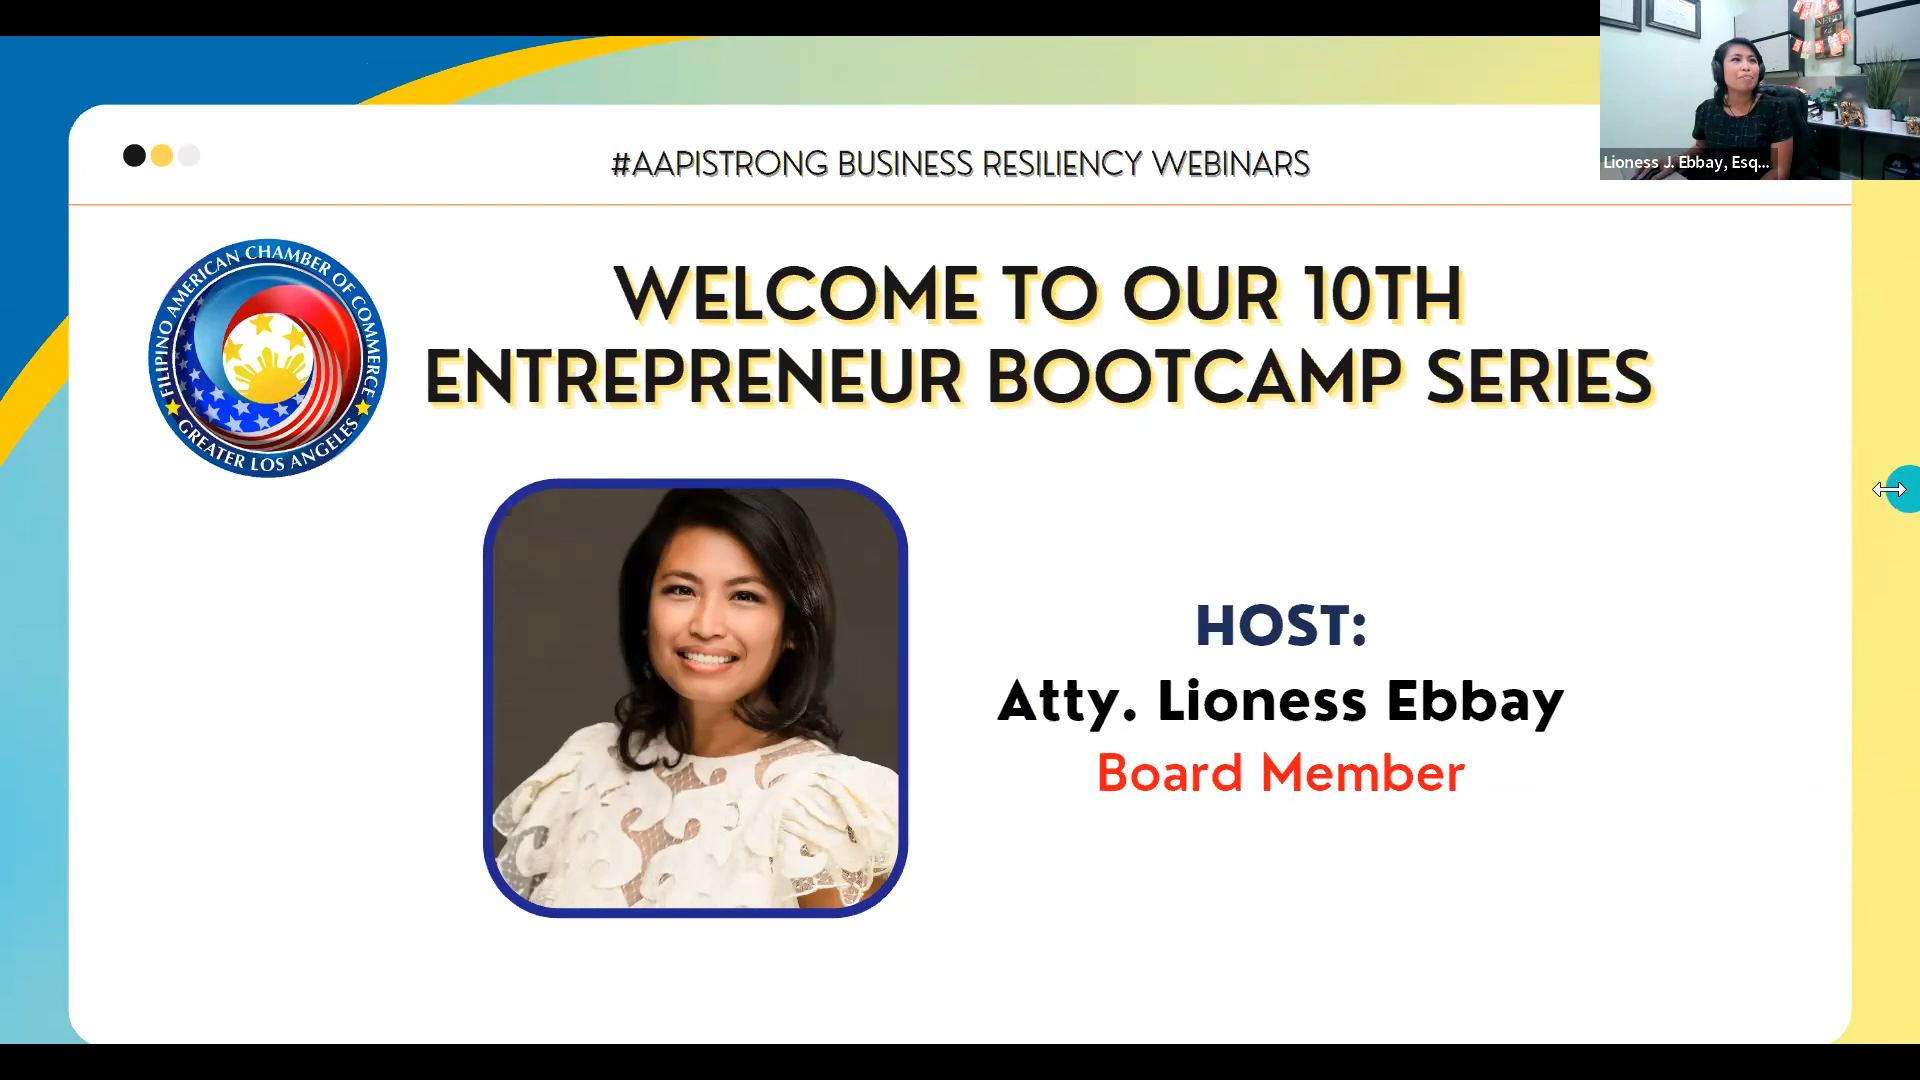 #AAPISTRONG BUSINESS RESILIENCY WEBINARS
Lioness J. Ebbay, Esq...
FILIPINO AMERICAN CHAMBER OF COMMERCE
GREATER LOS ANGELES
WELCOME TO OUR 10TH
ENTREPRENEUR BOOTCAMP SERIES
HOST:
Atty. Lioness Ebbay
Board Member